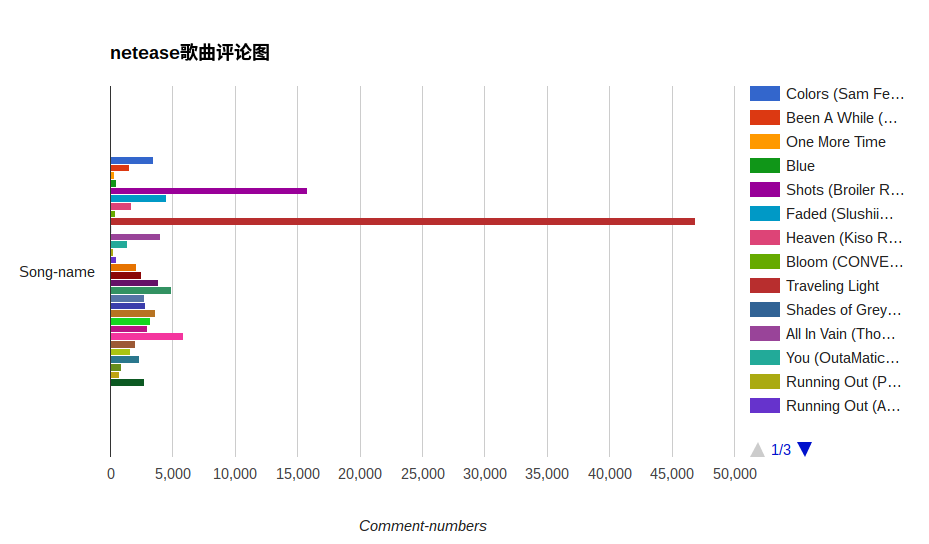 netease歌曲评论图
Colors (Sam Fe…
Been A While (…
One More Time
Blue
Shots (Broiler R…
Faded (Slushii…
Heaven (Kiso R…
Bloom (CONVE…
Traveling Light
Shades of Grey…
All In Vain (Tho…
You (OutaMatic…
Running Out (P…
Running Out (A…
1/3
Song-name
0 5,000 10,000 15,000 20,000 25,000 30,000 35,000 40,000 45,000 50,000
Comment-numbers